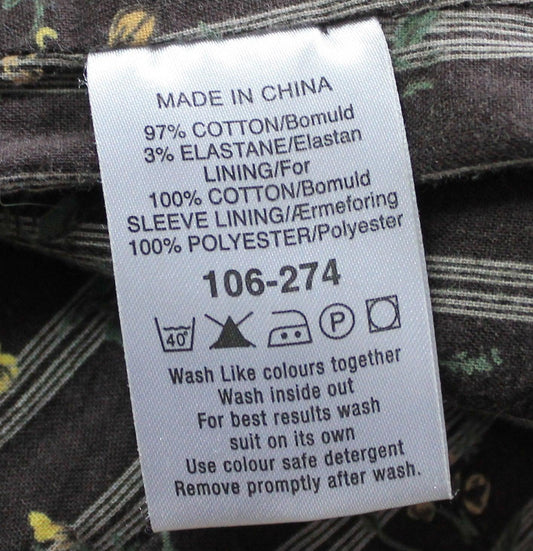 MADE IN CHINA
97% COTTON/Bomuld
3% ELASTANE/Elastan
LINING/For
100% COTTON/Bomuld
SLEEVE LINING/Ærmeforing
100% POLYESTER/Polyester
106-274
40° P
Wash Like colours together
Wash inside out
For best results wash
suit on its own
Use colour safe detergent
Remove promptly after wash.